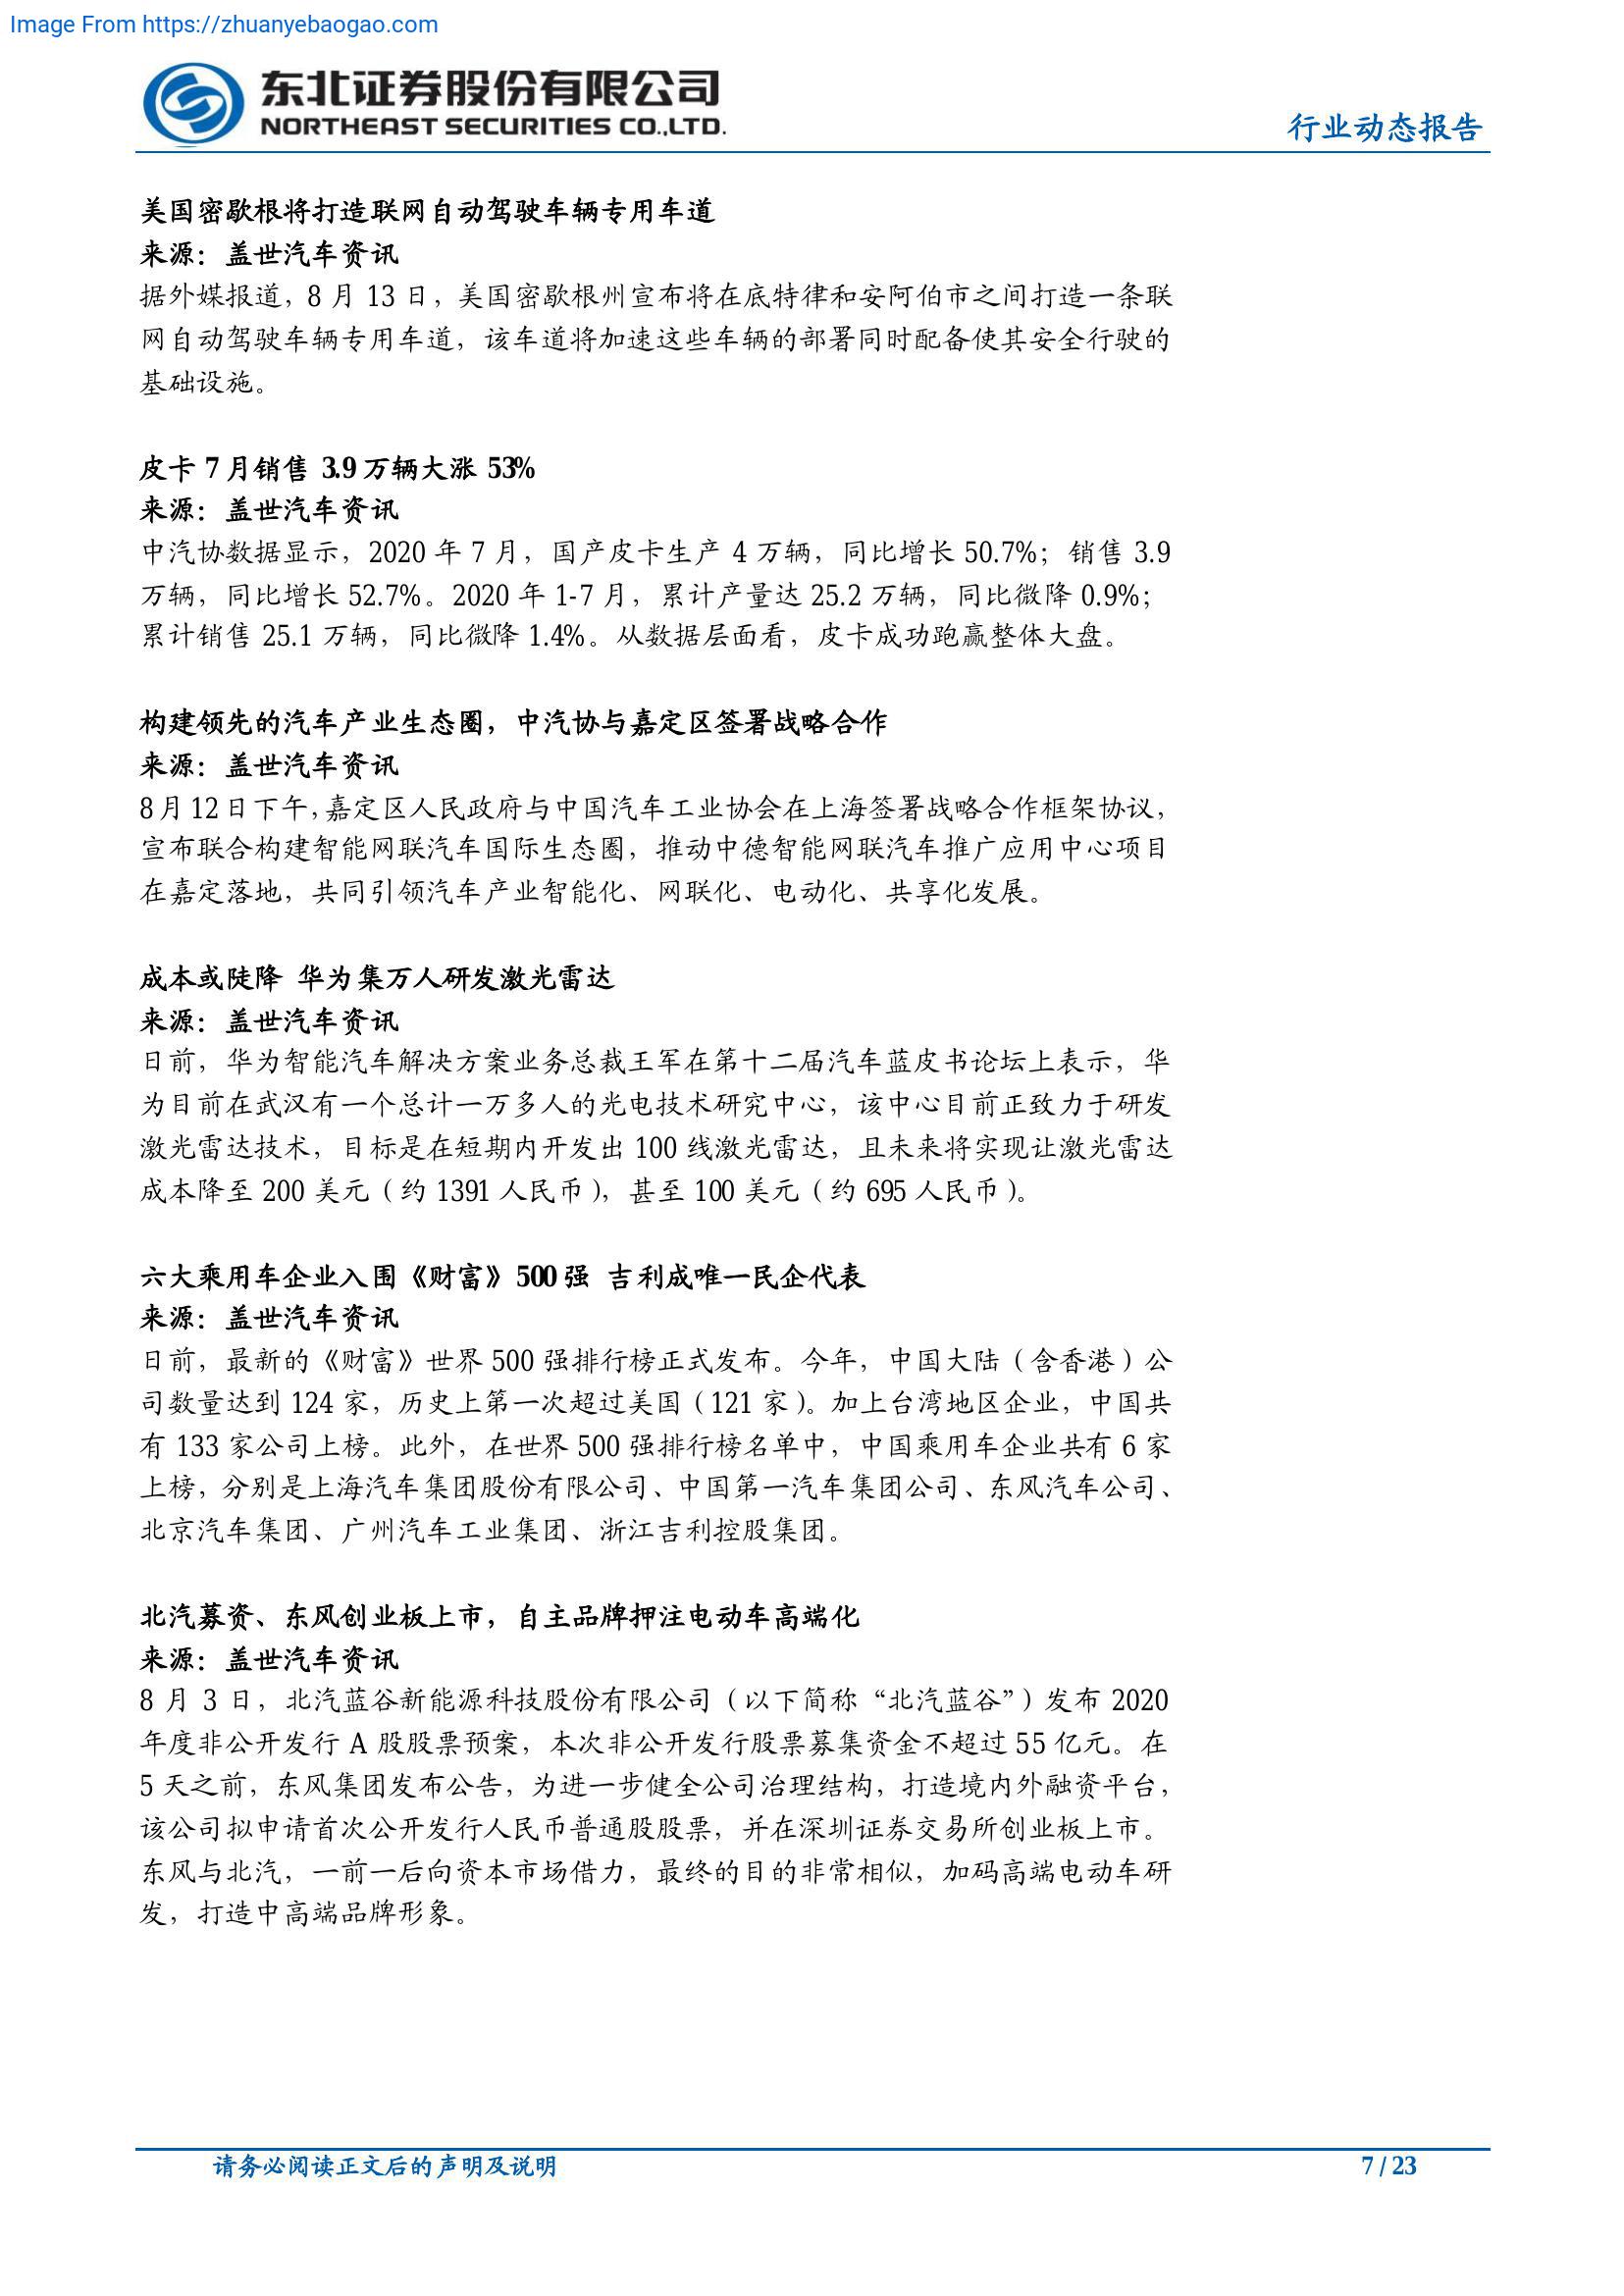 Image From https://zhuanyebaogao.com
东北证券股份有限公司
NORTHEAST SECURITIES CO.,LTD.
行业动态报告
美国密歇根将打造联网自动驾驶车辆专用车道
来源：盖世汽车资讯
据外媒报道，8 月 13 日，美国密歇根州宣布将在底特律和安阿伯市之间打造一条联
网自动驾驶车辆专用车道，该车道将加速这些车辆的部署同时配备使其安全行驶的
基础设施。
皮卡 7 月销售 3.9 万辆大涨 53%
来源：盖世汽车资讯
中汽协数据显示，2020 年 7 月，国产皮卡生产 4 万辆，同比增长 50.7%；销售 3.9
万辆，同比增长 52.7%。2020 年 1-7 月，累计产量达 25.2 万辆，同比微降 0.9%；
累计销售 25.1 万辆，同比微降 1.4%。从数据层面看，皮卡成功跑赢整体大盘。
构建领先的汽车产业生态圈，中汽协与嘉定区签署战略合作
来源：盖世汽车资讯
8 月 12 日下午，嘉定区人民政府与中国汽车工业协会在上海签署战略合作框架协议，
宣布联合构建智能网联汽车国际生态圈，推动中德智能网联汽车推广应用中心项目
在嘉定落地，共同引领汽车产业智能化、网联化、电动化、共享化发展。
成本或陡降 华为集万人研发激光雷达
来源：盖世汽车资讯
日前，华为智能汽车解决方案业务总裁王军在第十二届汽车蓝皮书论坛上表示，华
为目前在武汉有一个总计一万多人的光电技术研究中心，该中心目前正致力于研发
激光雷达技术，目标是在短期内开发出 100 线激光雷达，且未来将实现让激光雷达
成本降至 200 美元（约 1391 人民币），甚至 100 美元（约 695 人民币）。
六大乘用车企业入围《财富》500 强 吉利成唯一民企代表
来源：盖世汽车资讯
日前，最新的《财富》世界 500 强排行榜正式发布。今年，中国大陆（含香港）公
司数量达到 124 家，历史上第一次超过美国（121 家）。加上台湾地区企业，中国共
有 133 家公司上榜。此外，在世界 500 强排行榜名单中，中国乘用车企业共有 6 家
上榜，分别是上海汽车集团股份有限公司、中国第一汽车集团公司、东风汽车公司、
北京汽车集团、广州汽车工业集团、浙江吉利控股集团。
北汽募资、东风创业板上市，自主品牌押注电动车高端化
来源：盖世汽车资讯
8 月 3 日，北汽蓝谷新能源科技股份有限公司（以下简称“北汽蓝谷”）发布 2020
年度非公开发行 A 股股票预案，本次非公开发行股票募集资金不超过 55 亿元。在
5 天之前，东风集团发布公告，为进一步健全公司治理结构，打造境内外融资平台，
该公司拟申请首次公开发行人民币普通股股票，并在深圳证券交易所创业板上市。
东风与北汽，一前一后向资本市场借力，最终的目的非常相似，加码高端电动车研
发，打造中高端品牌形象。
请务必阅读正文后的声明及说明
7 / 23